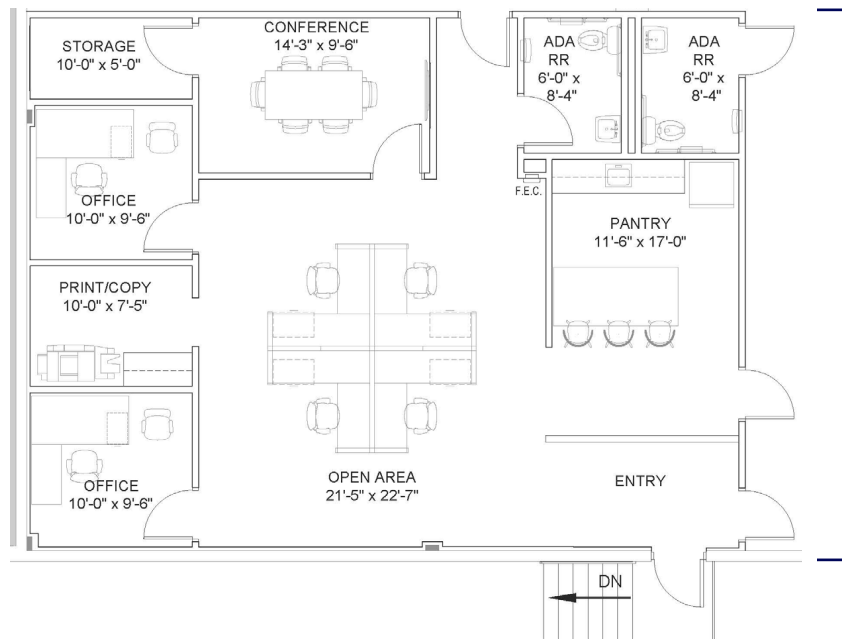 STORAGE
10'-0" x 5'-0"
CONFERENCE
14'-3" x 9'-6"
ADA
RR
6'-0" x
8'-4"
ADA
RR
6'-0" x
8'-4"
OFFICE
10'-0" x 9'-6"
F.E.C.
PANTRY
11'-6" x 17'-0"
PRINT/COPY
10'-0" x 7'-5"
OPEN AREA
21'-5" x 22'-7"
ENTRY
OFFICE
10'-0" x 9'-6"
DN